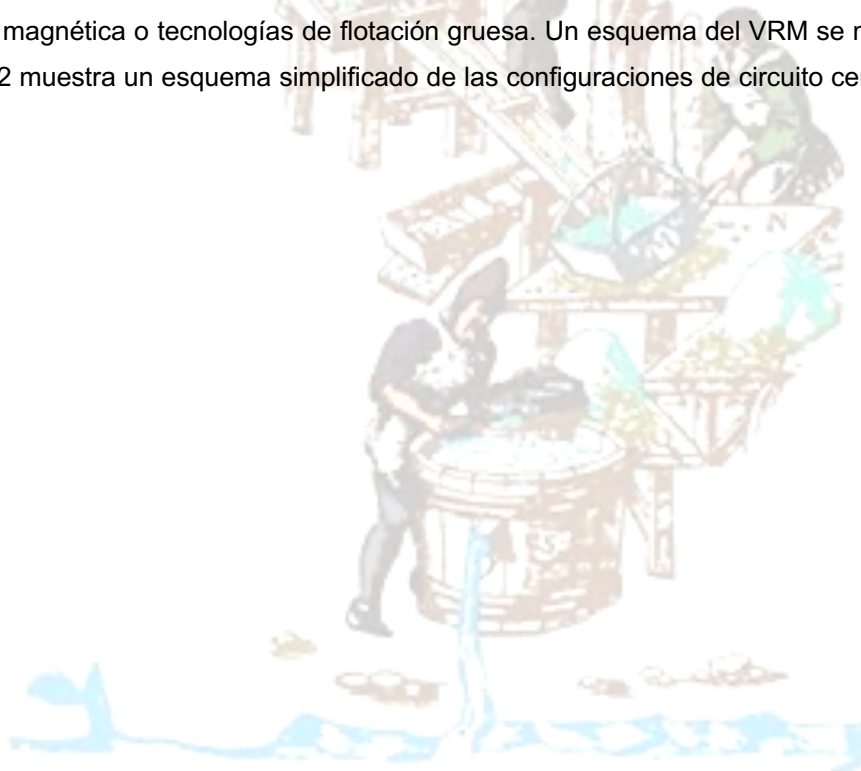 magnética o tecnologías de flotación gruesa. Un esquema del VRM se
2 muestra un esquema simplificado de las configuraciones de circuito